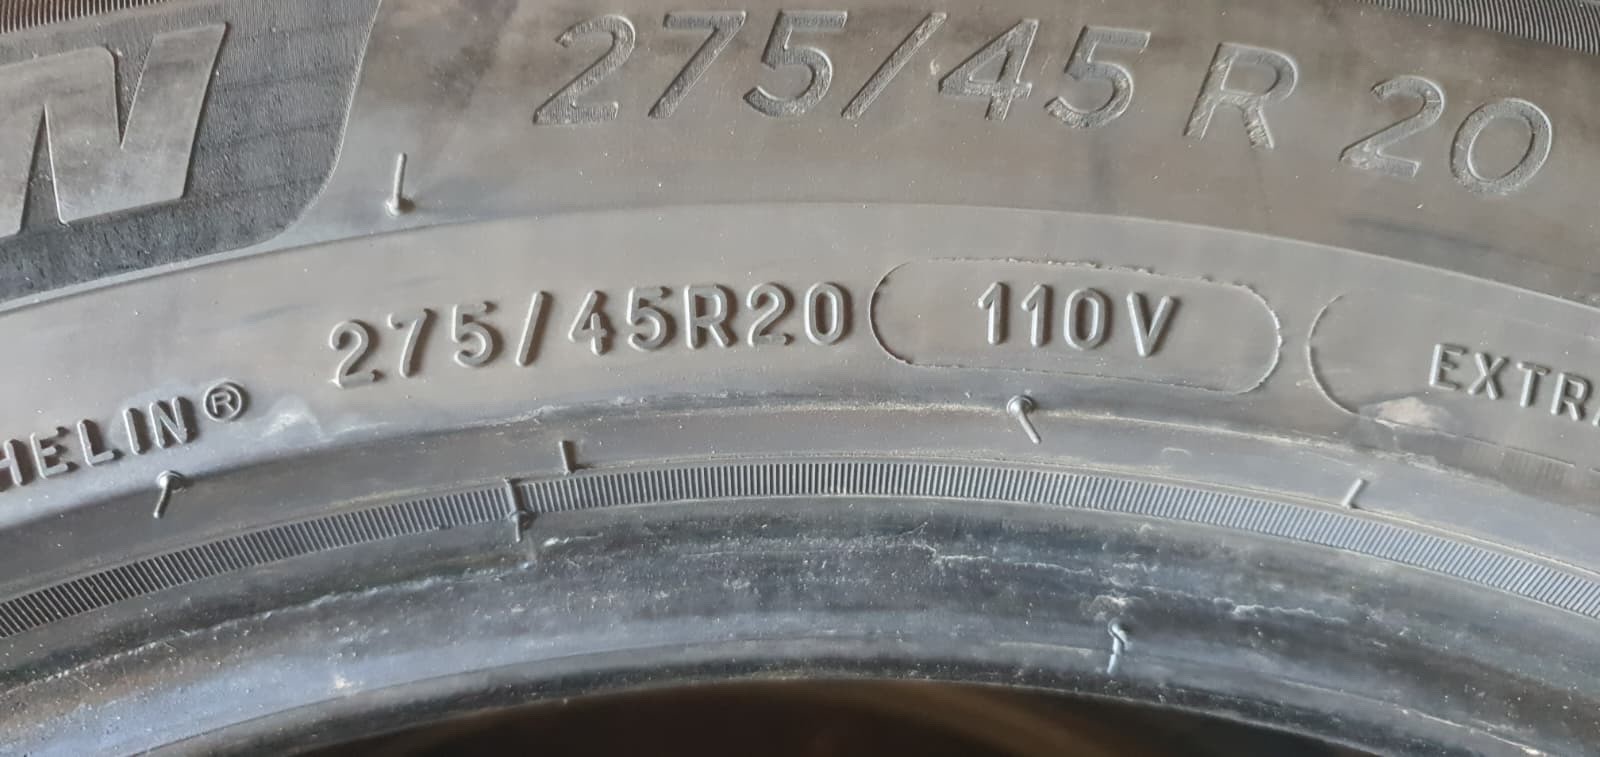 N 275/45 R 20
HELIN® 275/45R20 110V EXTR